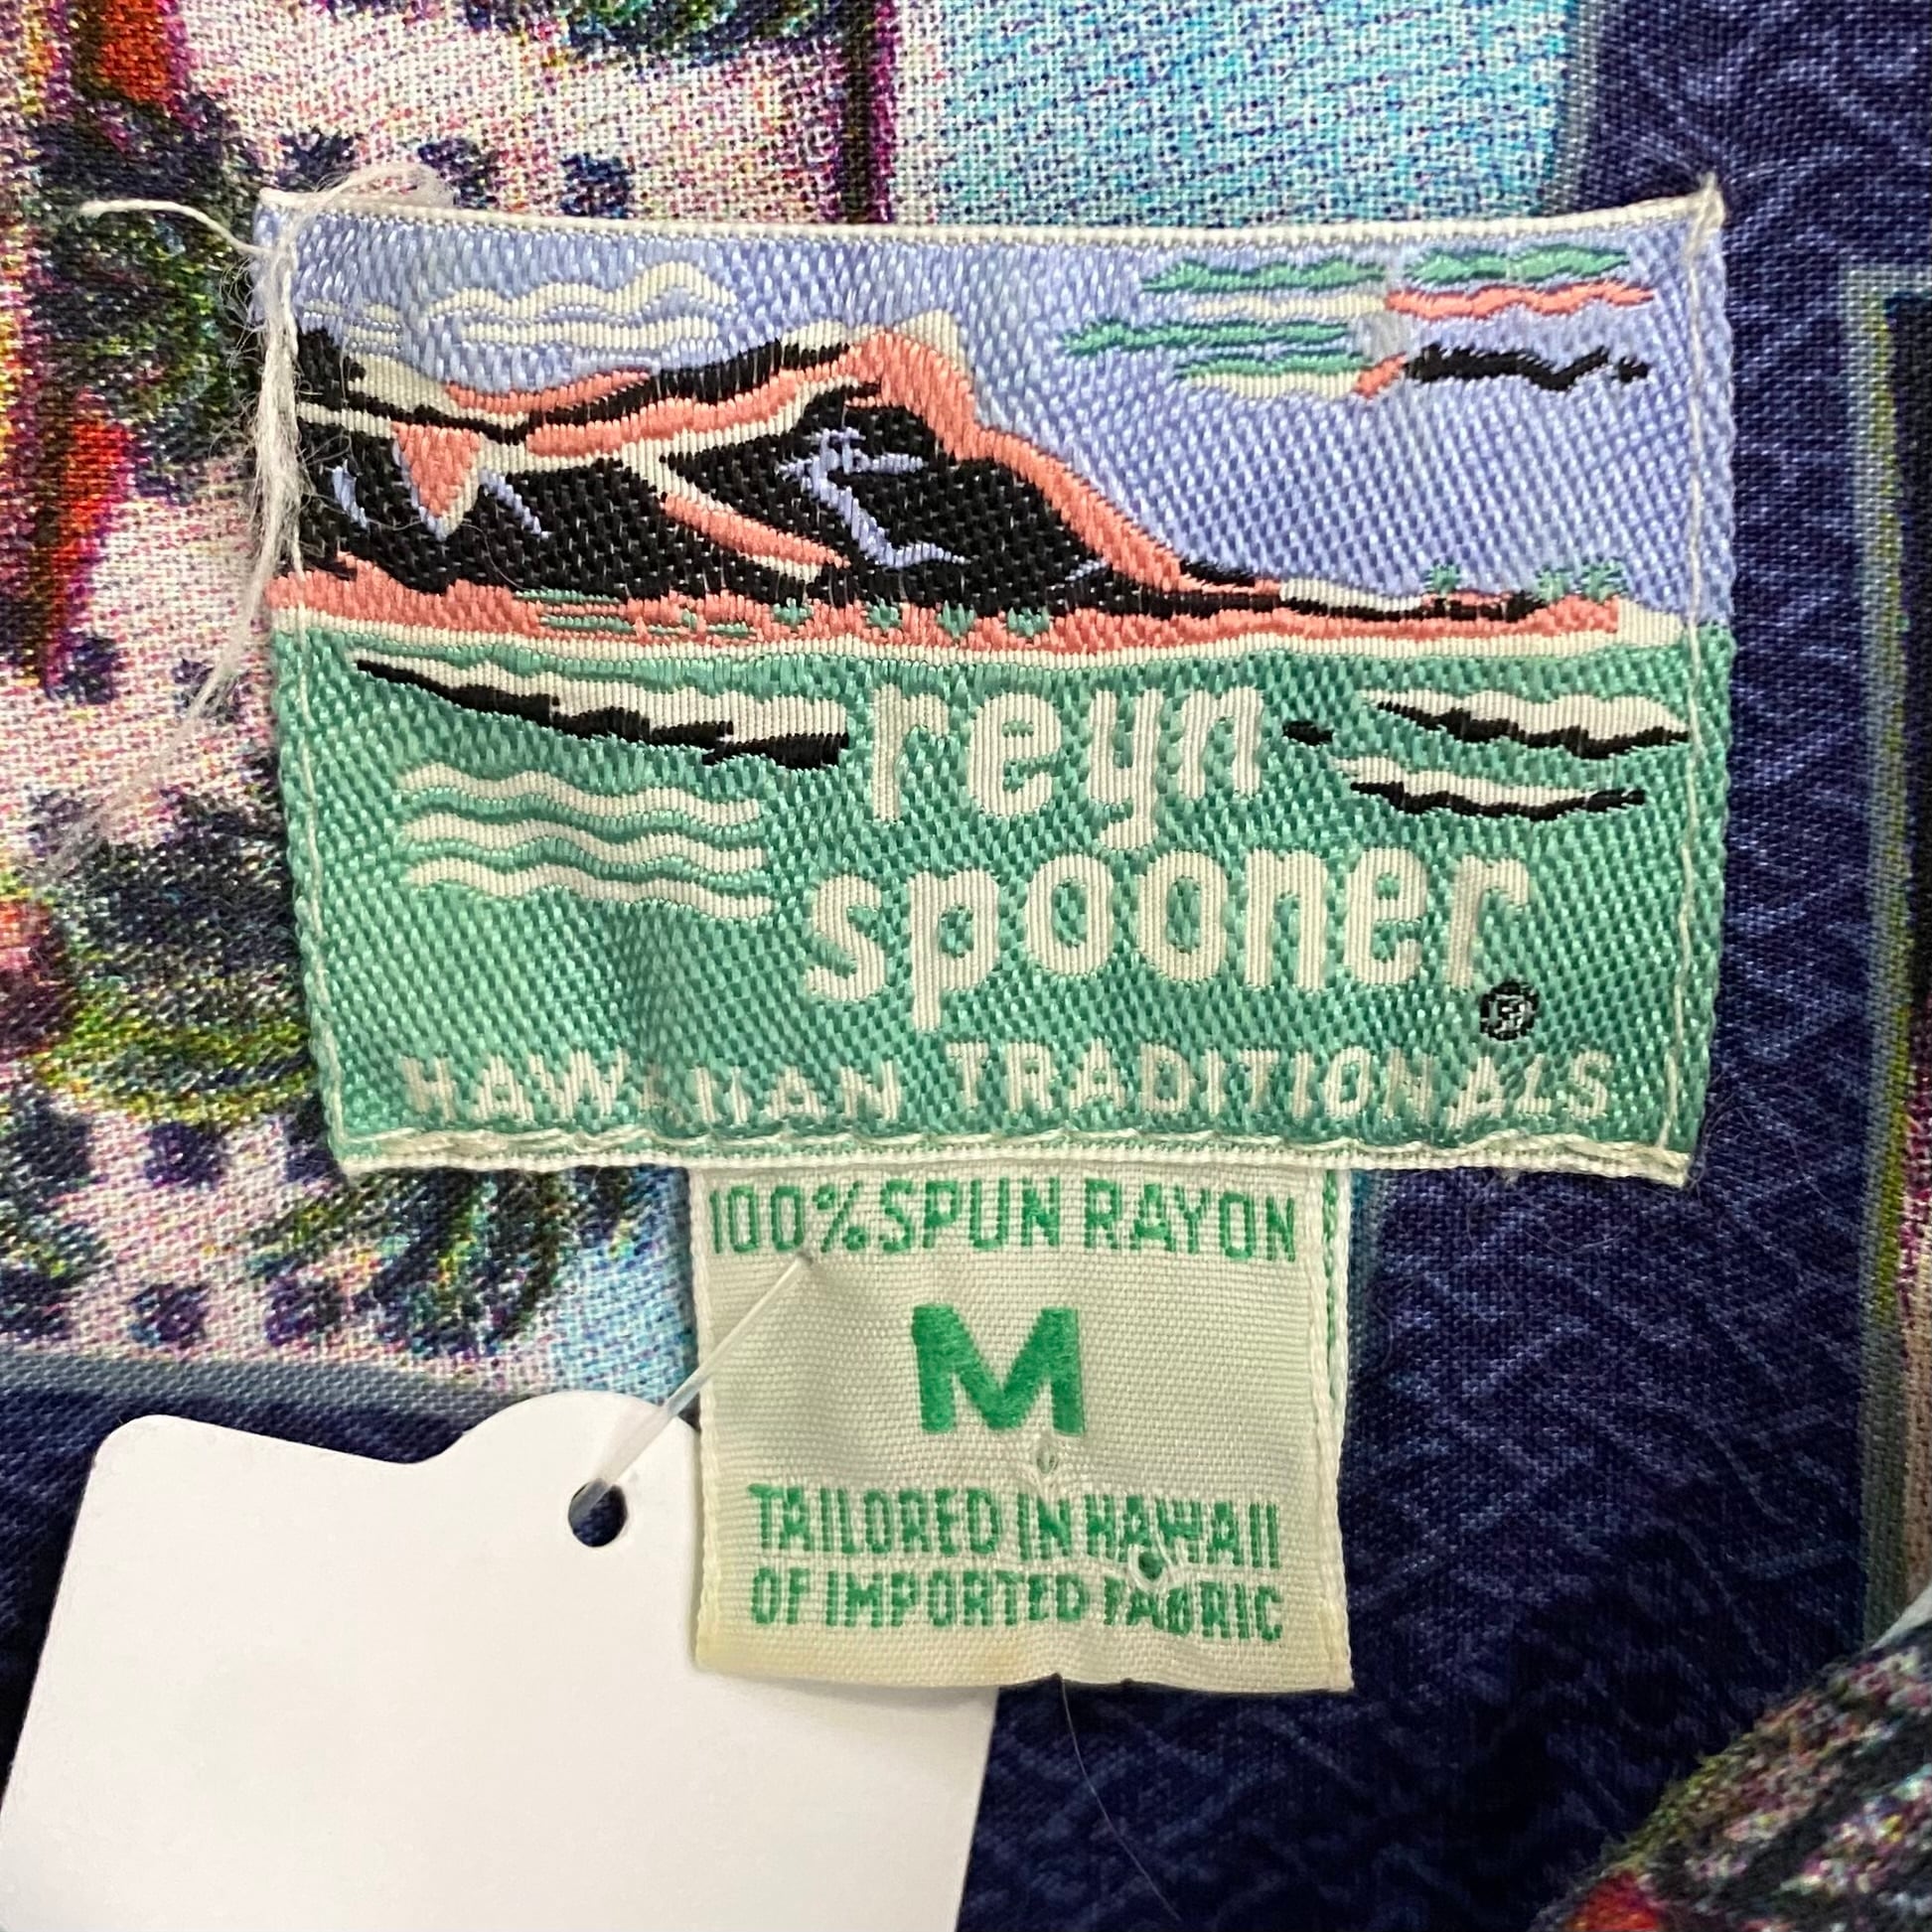 reyn
spooner®
HAWAIIAN TRADITIONALS
100% SPUN RAYON
M
TAILORED IN HAWAII
OF IMPORTED FABRIC